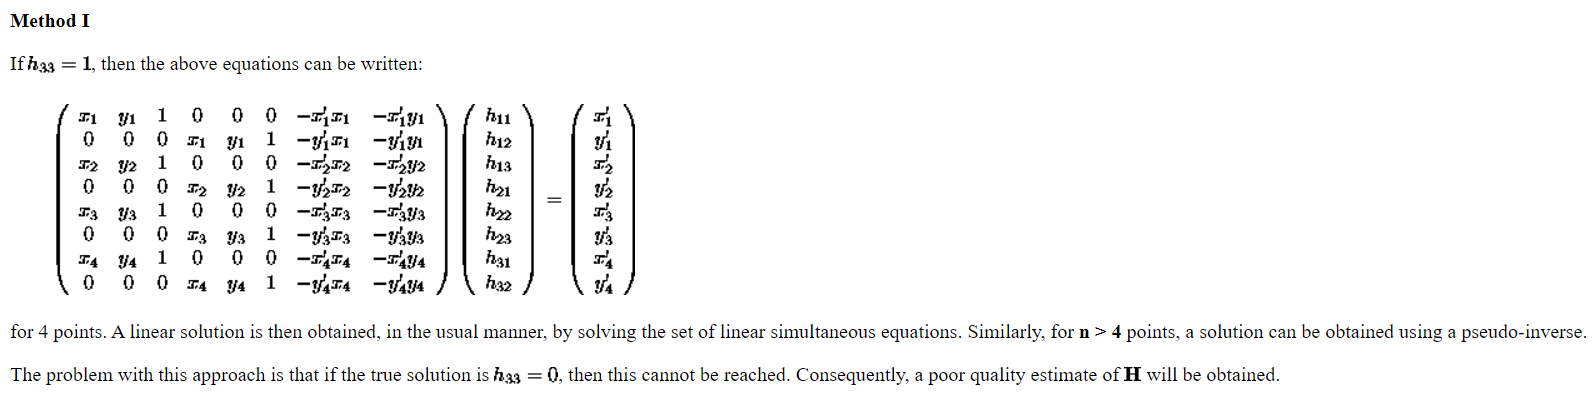 Method I
If h33 = 1, then the above equations can be written:
x1 y1 1 0 0 0 −x′1x1 −x′1y1 h11 x′1
0 0 0 x1 y1 1 −y′1x1 −y′1y1 h12 y′1
x2 y2 1 0 0 0 −x′2x2 −x′2y2 h13 x′2
0 0 0 x2 y2 1 −y′2x2 −y′2y2 h21 y′2
x3 y3 1 0 0 0 −x′3x3 −x′3y3 h22 = x′3
0 0 0 x3 y3 1 −y′3x3 −y′3y3 h23 y′3
x4 y4 1 0 0 0 −x′4x4 −x′4y4 h31 x′4
0 0 0 x4 y4 1 −y′4x4 −y′4y4 h32 y′4
for 4 points. A linear solution is then obtained, in the usual manner, by solving the set of linear simultaneous equations. Similarly, for n > 4 points, a solution can be obtained using a pseudo-inverse.
The problem with this approach is that if the true solution is h33 = 0, then this cannot be reached. Consequently, a poor quality estimate of H will be obtained.